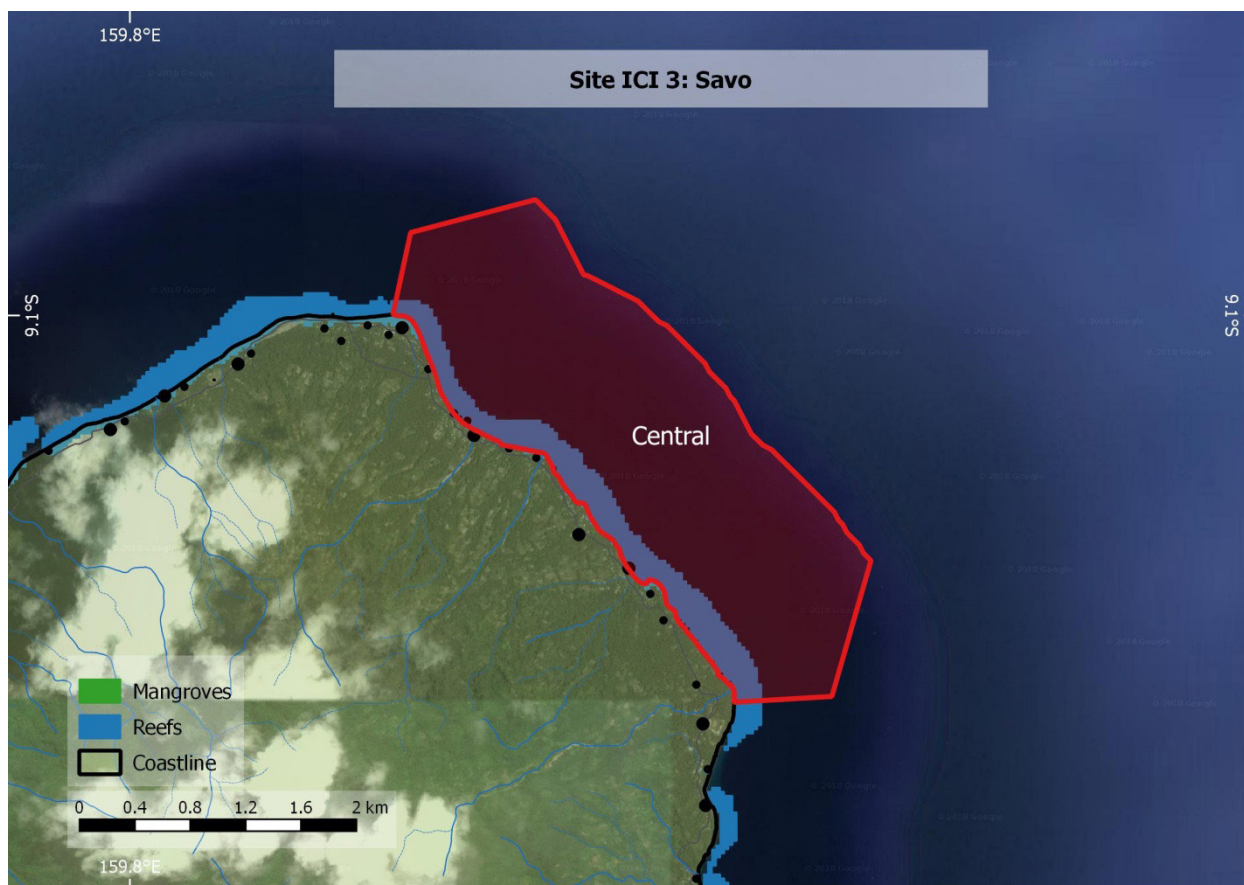 159.8°E
Site ICI 3: Savo
9.1°S
9.1°S
Central
Mangroves
Reefs
Coastline
0 0.4 0.8 1.2 1.6 2 km
159.8°E